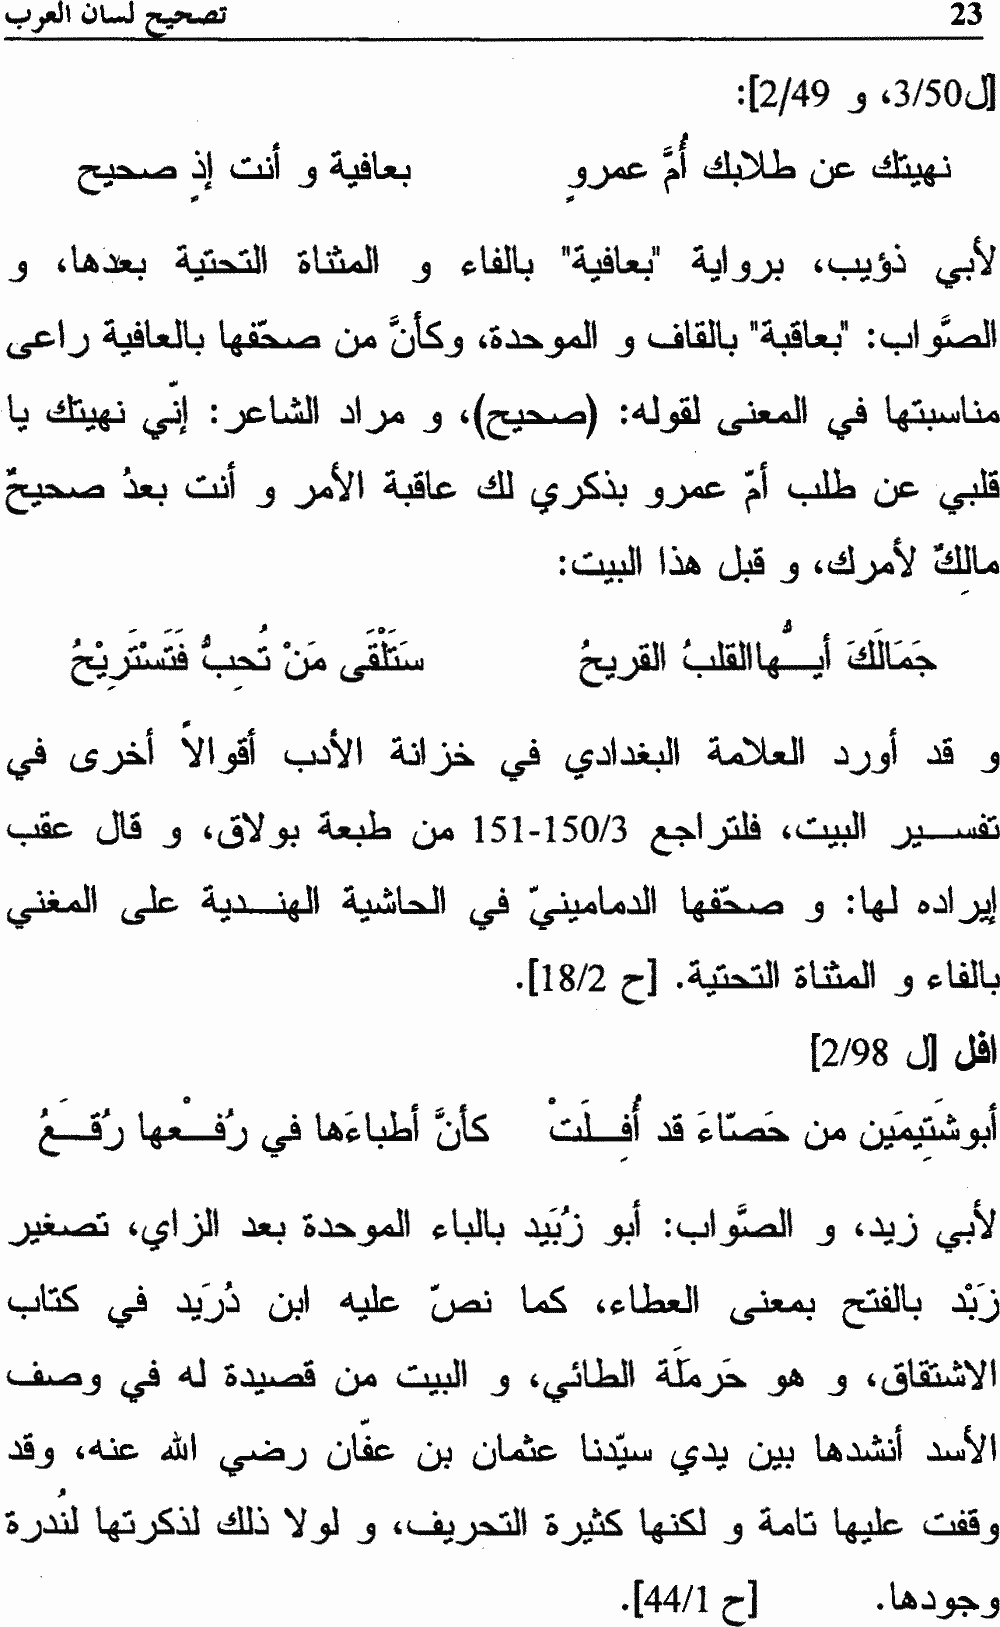 23 تصحيح لسان العرب
[ل3/50، و 2/49]:
نهيتك عن طلابك أُمَّ عمروٍ بعافية و أنت إذٍ صحيح
لأبي ذؤيب، برواية "بعافية" بالفاء و المثناة التحتية بعدها، و
الصَّواب: "بعاقبة" بالقاف و الموحدة، وكأنَّ من صحّفها بالعافية راعى
مناسبتها في المعنى لقوله: (صحيح)، و مراد الشاعر: إنّي نهيتك يا
قلبي عن طلب أمّ عمرو بذكري لك عاقبة الأمر و أنت بعدُ صحيحٌ
مالِكٌ لأمرك، و قبل هذا البيت:
جَمَالَكَ أيـــُّهاالقلبُ القريحُ سَتَلْقَى مَنْ تُحِبُّ فَتَسْتَرِيْحُ
و قد أورد العلامة البغدادي في خزانة الأدب أقوالاً أخرى في
تفســـير البيت، فلتراجع 150/3-151 من طبعة بولاق، و قال عقب
إيراده لها: و صحّفها الدمامينيّ في الحاشية الهنـــدية على المغني
بالفاء و المثناة التحتية. [ح 18/2].
افل [ل 2/98]
أبوشَتِيمَين من حَصّاءَ قد أُفِـــلَتْ كأنَّ أطباءَها في رُفـــْعها رُقـــَعُ
لأبي زيد، و الصَّواب: أبو زُبَيد بالباء الموحدة بعد الزاي، تصغير
زَبْد بالفتح بمعنى العطاء، كما نصّ عليه ابن دُرَيد في كتاب
الاشتقاق، و هو حَرمَلَة الطائي، و البيت من قصيدة له في وصف
الأسد أنشدها بين يدي سيّدنا عثمان بن عفّان رضي الله عنه، وقد
وقفت عليها تامة و لكنها كثيرة التحريف، و لولا ذلك لذكرتها لنُدرة
وجودها. [ح 44/1].